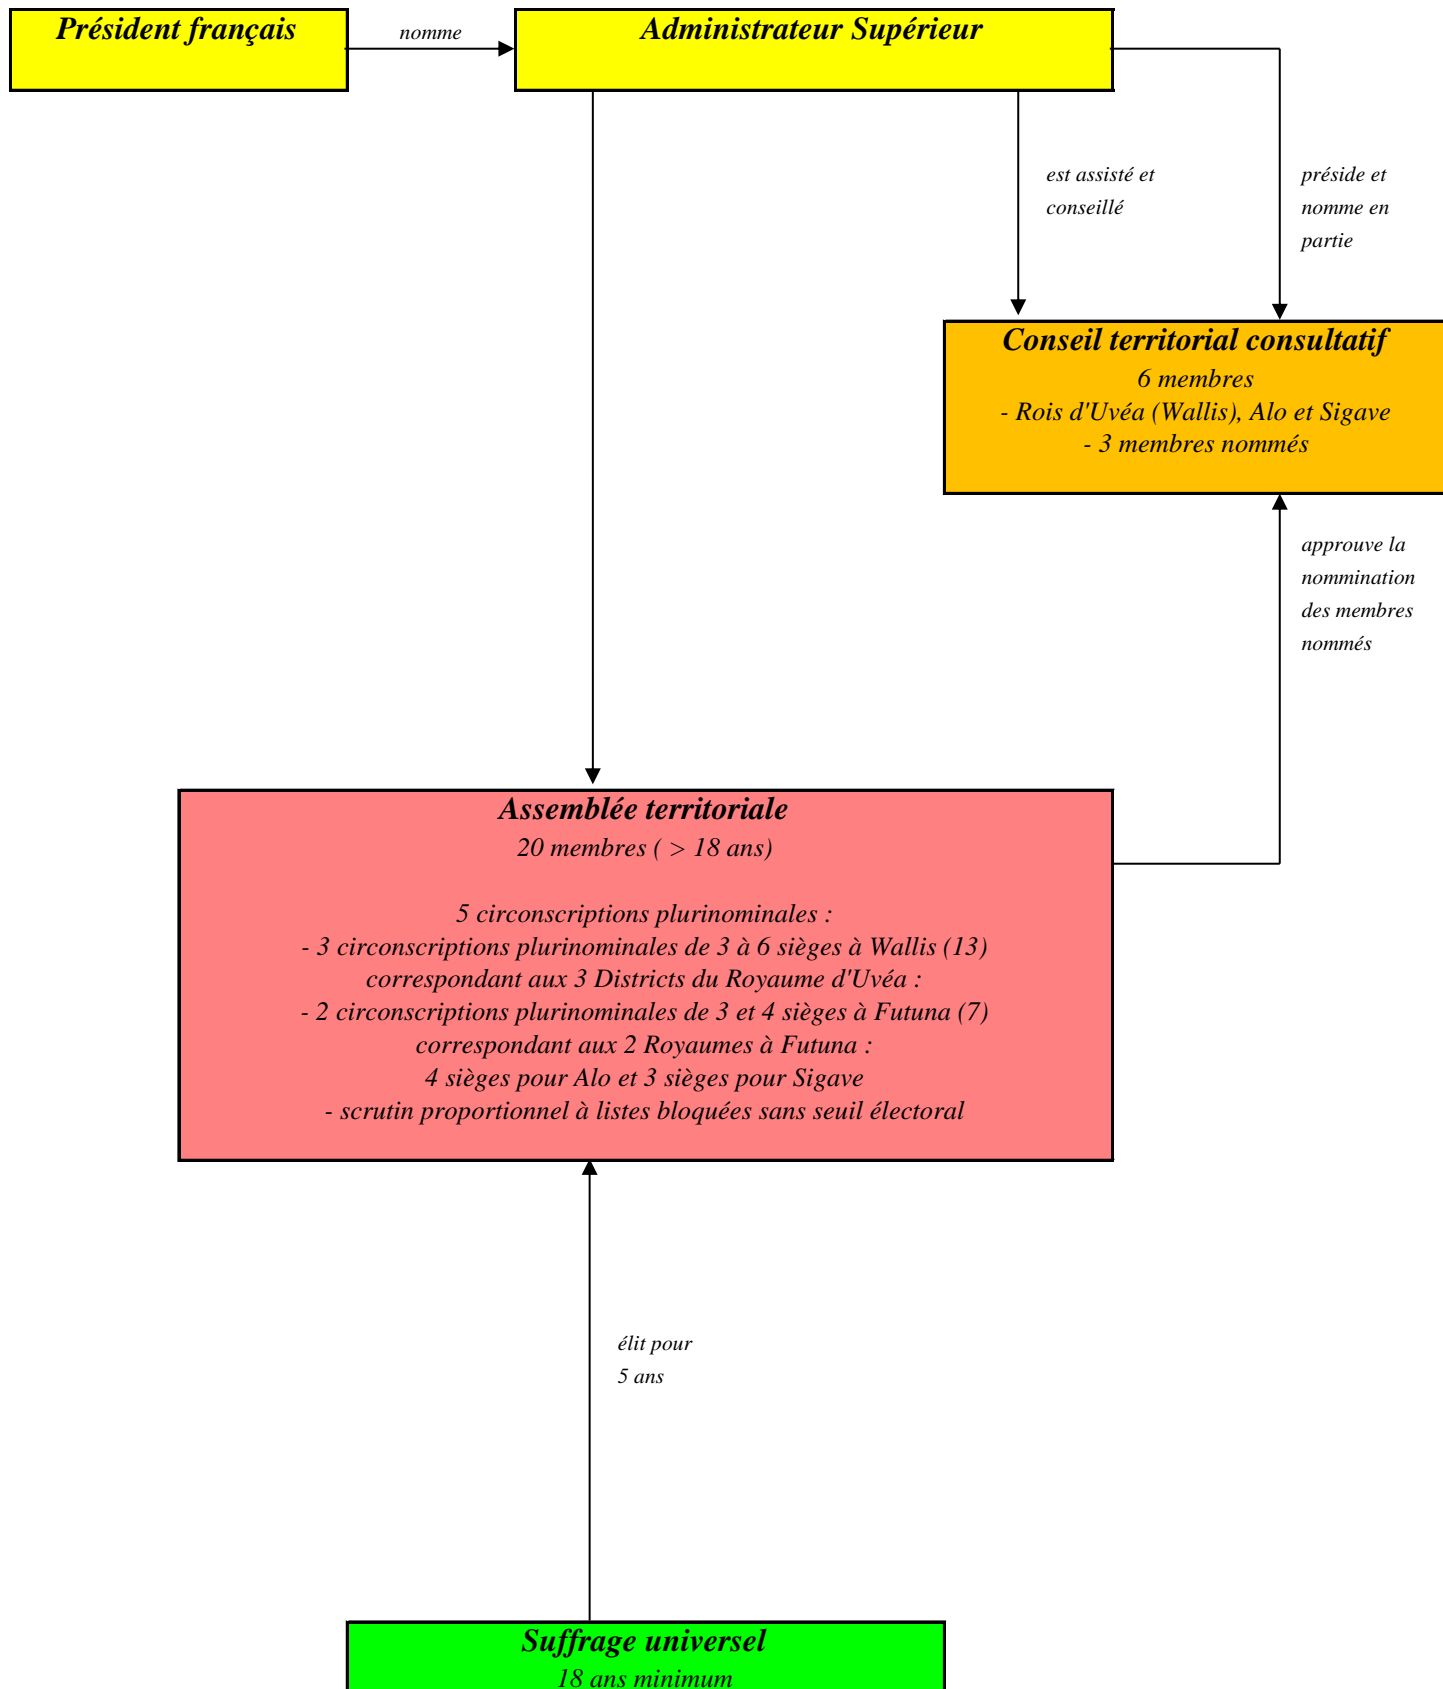 Président français
nomme
Administrateur Supérieur
est assisté et
conseillé
préside et
nomme en
partie
Conseil territorial consultatif
6 membres
- Rois d'Uvéa (Wallis), Alo et Sigave
- 3 membres nommés
approuve la
nommination
des membres
nommés
Assemblée territoriale
20 membres ( > 18 ans)
5 circonscriptions plurinominales :
- 3 circonscriptions plurinominales de 3 à 6 sièges à Wallis (13)
correspondant aux 3 Districts du Royaume d'Uvéa :
- 2 circonscriptions plurinominales de 3 et 4 sièges à Futuna (7)
correspondant aux 2 Royaumes à Futuna :
4 sièges pour Alo et 3 sièges pour Sigave
- scrutin proportionnel à listes bloquées sans seuil électoral
élit pour
5 ans
Suffrage universel
18 ans minimum